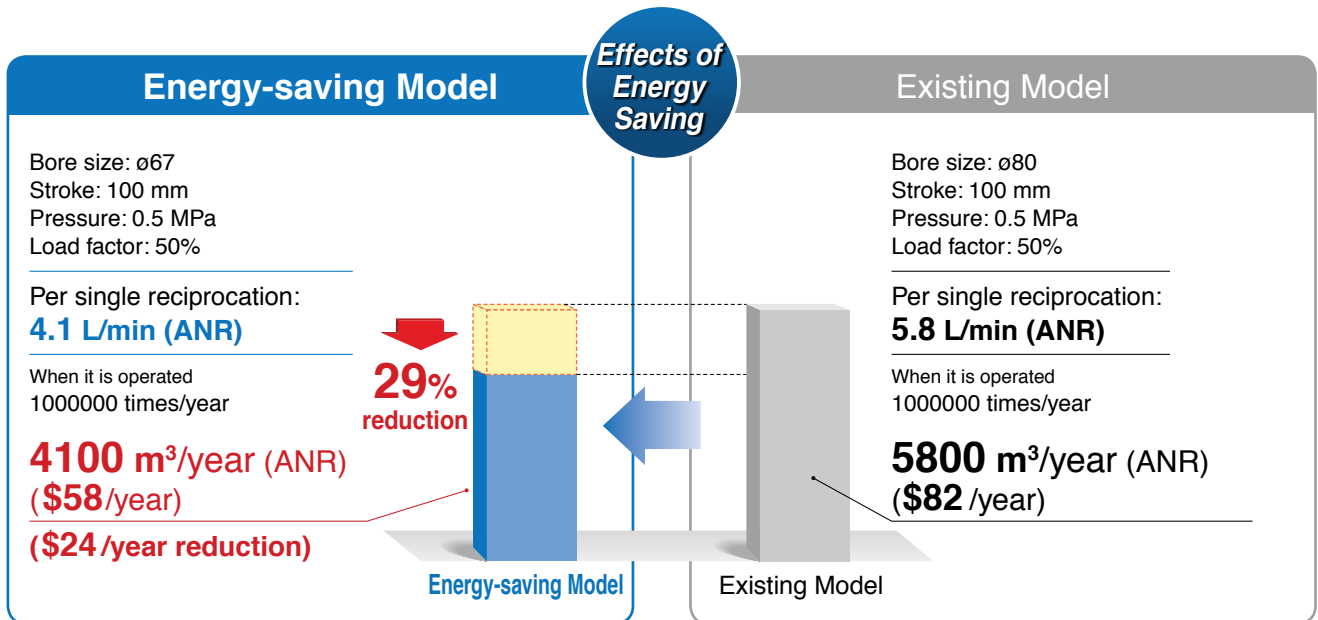 Effects of
Energy
Saving
Energy-saving Model
Bore size: ø67
Stroke: 100 mm
Pressure: 0.5 MPa
Load factor: 50%
Per single reciprocation:
4.1 L/min (ANR)
When it is operated
1000000 times/year
4100 m³/year (ANR)
($58/year)
($24/year reduction)
29%
reduction
Energy-saving Model
Existing Model
Existing Model
Bore size: ø80
Stroke: 100 mm
Pressure: 0.5 MPa
Load factor: 50%
Per single reciprocation:
5.8 L/min (ANR)
When it is operated
1000000 times/year
5800 m³/year (ANR)
($82/year)